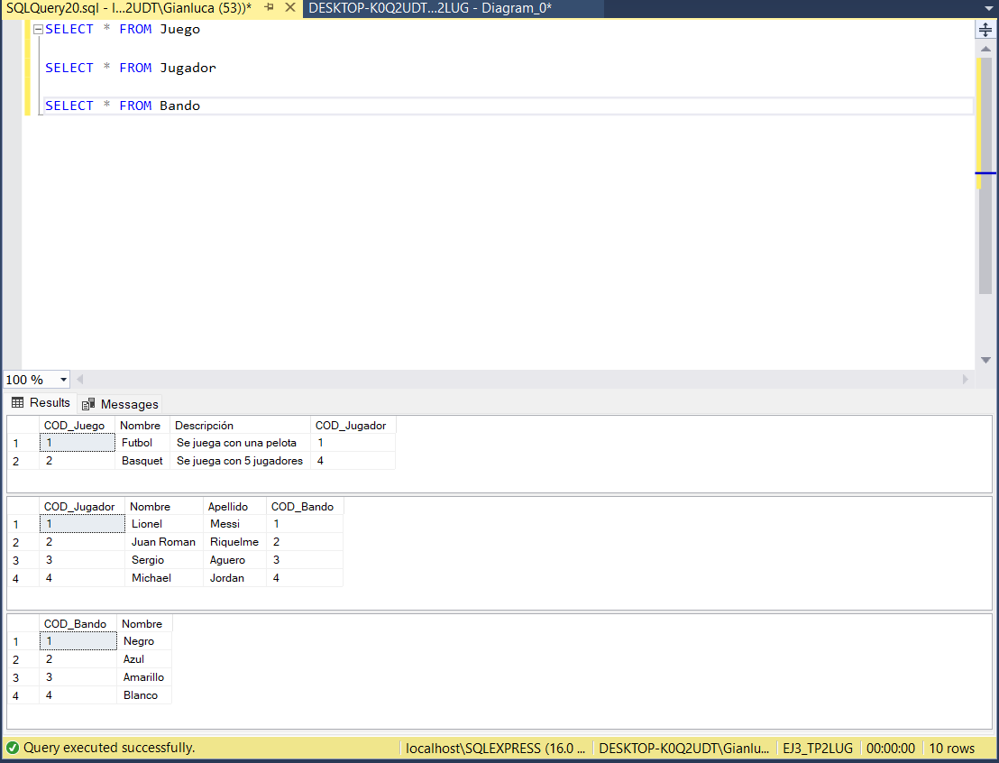 SQLQuery20.sql - l...2UDT\Gianluca (53))* DESKTOP-K0Q2UDT...2LUG - Diagram_0*
SELECT * FROM Juego
SELECT * FROM Jugador
SELECT * FROM Bando
100 %
Results Messages
COD_Juego Nombre Descripción COD_Jugador
1 1 Futbol Se juega con una pelota 1
2 2 Basquet Se juega con 5 jugadores 4
COD_Jugador Nombre Apellido COD_Bando
1 1 Lionel Messi 1
2 2 Juan Roman Riquelme 2
3 3 Sergio Aguero 3
4 4 Michael Jordan 4
COD_Bando Nombre
1 1 Negro
2 2 Azul
3 3 Amarillo
4 4 Blanco
Query executed successfully. localhost\SQLEXPRESS (16.0 ... DESKTOP-K0Q2UDT\Gianlu... EJ3_TP2LUG 00:00:00 10 rows